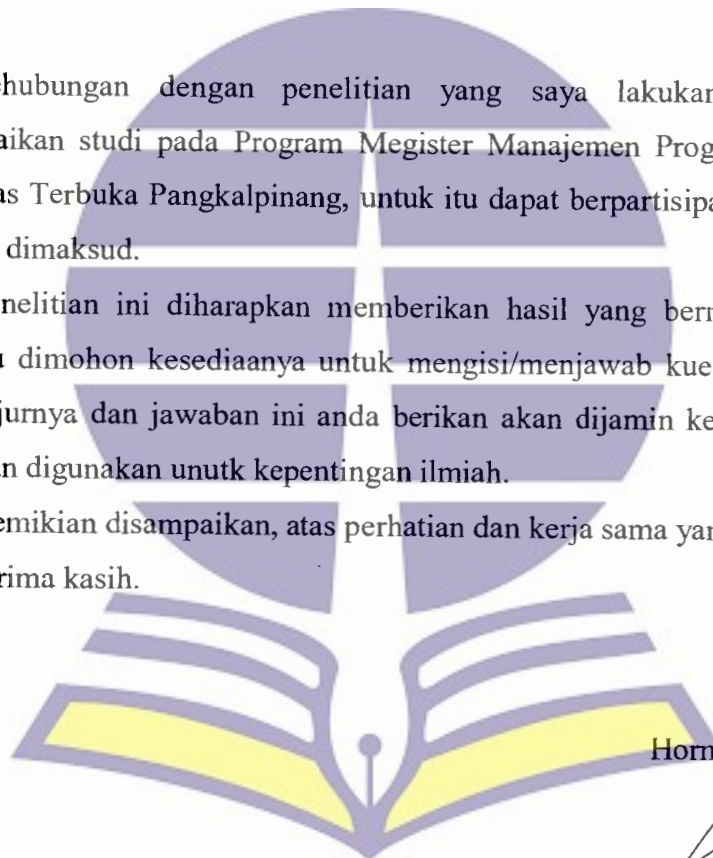 hubungan dengan penelitian yang saya lakukan
aikan studi pada Program Megister Manajemen Prog
as Terbuka Pangkalpinang, untuk itu dapat berpartisipa
dimaksud.
nelitian ini diharapkan memberikan hasil yang ber
dimohon kesediaanya untuk mengisi/menjawab kue
jurnya dan jawaban ini anda berikan akan dijamin ke
n digunakan unutk kepentingan ilmiah.
emikian disampaikan, atas perhatian dan kerja sama yan
rima kasih.
Horm